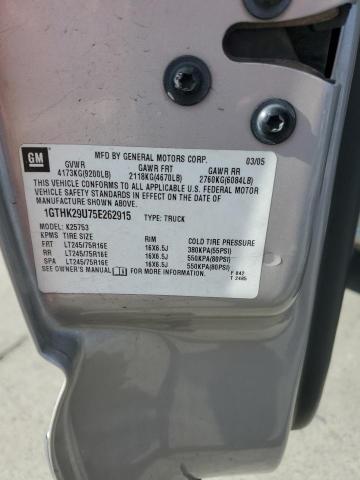 GM
MFD BY GENERAL MOTORS CORP. 03/05
GVWR GAWR FRT GAWR RR
4173KG(9200LB) 2118KG(4670LB) 2760KG(6084LB)
THIS VEHICLE CONFORMS TO ALL APPLICABLE U.S. FEDERAL MOTOR
VEHICLE SAFETY STANDARDS IN EFFECT ON THE DATE OF
MANUFACTURE SHOWN ABOVE.
1GTHK29U75E262915 TYPE: TRUCK
MODEL: K25753
KPMS TIRE SIZE RIM COLD TIRE PRESSURE
FRT LT245/75R16E 16X6.5J 380KPA(55PSI)
RR LT245/75R16E 16X6.5J 550KPA(80PSI)
SPA LT245/75R16E 16X6.5J 550KPA(80PSI)
SEE OWNER'S MANUAL FOR MORE INFORMATION.
F 042
T 2485